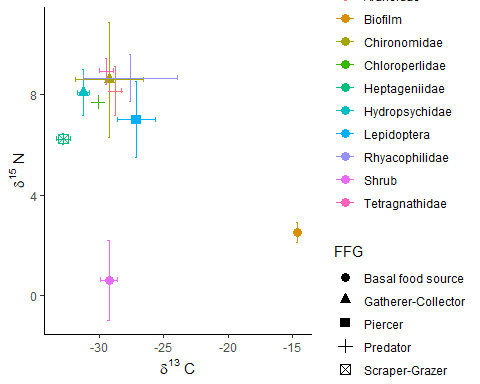 Biofilm
Chironomidae
Chloroperlidae
Heptageniidae
Hydropsychidae
Lepidoptera
Rhyacophilidae
Shrub
Tetragnathidae
FFG
Basal food source
Gatherer-Collector
Piercer
Predator
Scraper-Grazer
8
4
0
δ15 N
-30
-25
-20
-15
δ13 C